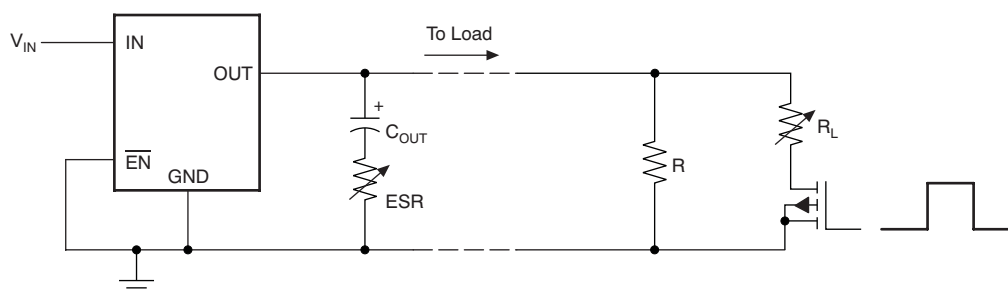 To Load
V_IN
IN
OUT
+
C_OUT
R_L
EN̅
R
GND
ESR